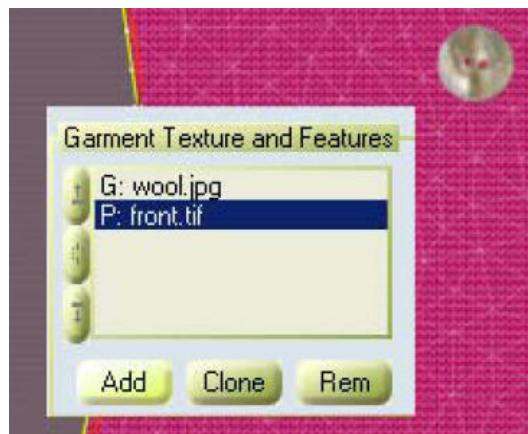 Garment Texture and Features
G: wool.jpg
P: front.tif
Add Clone Rem